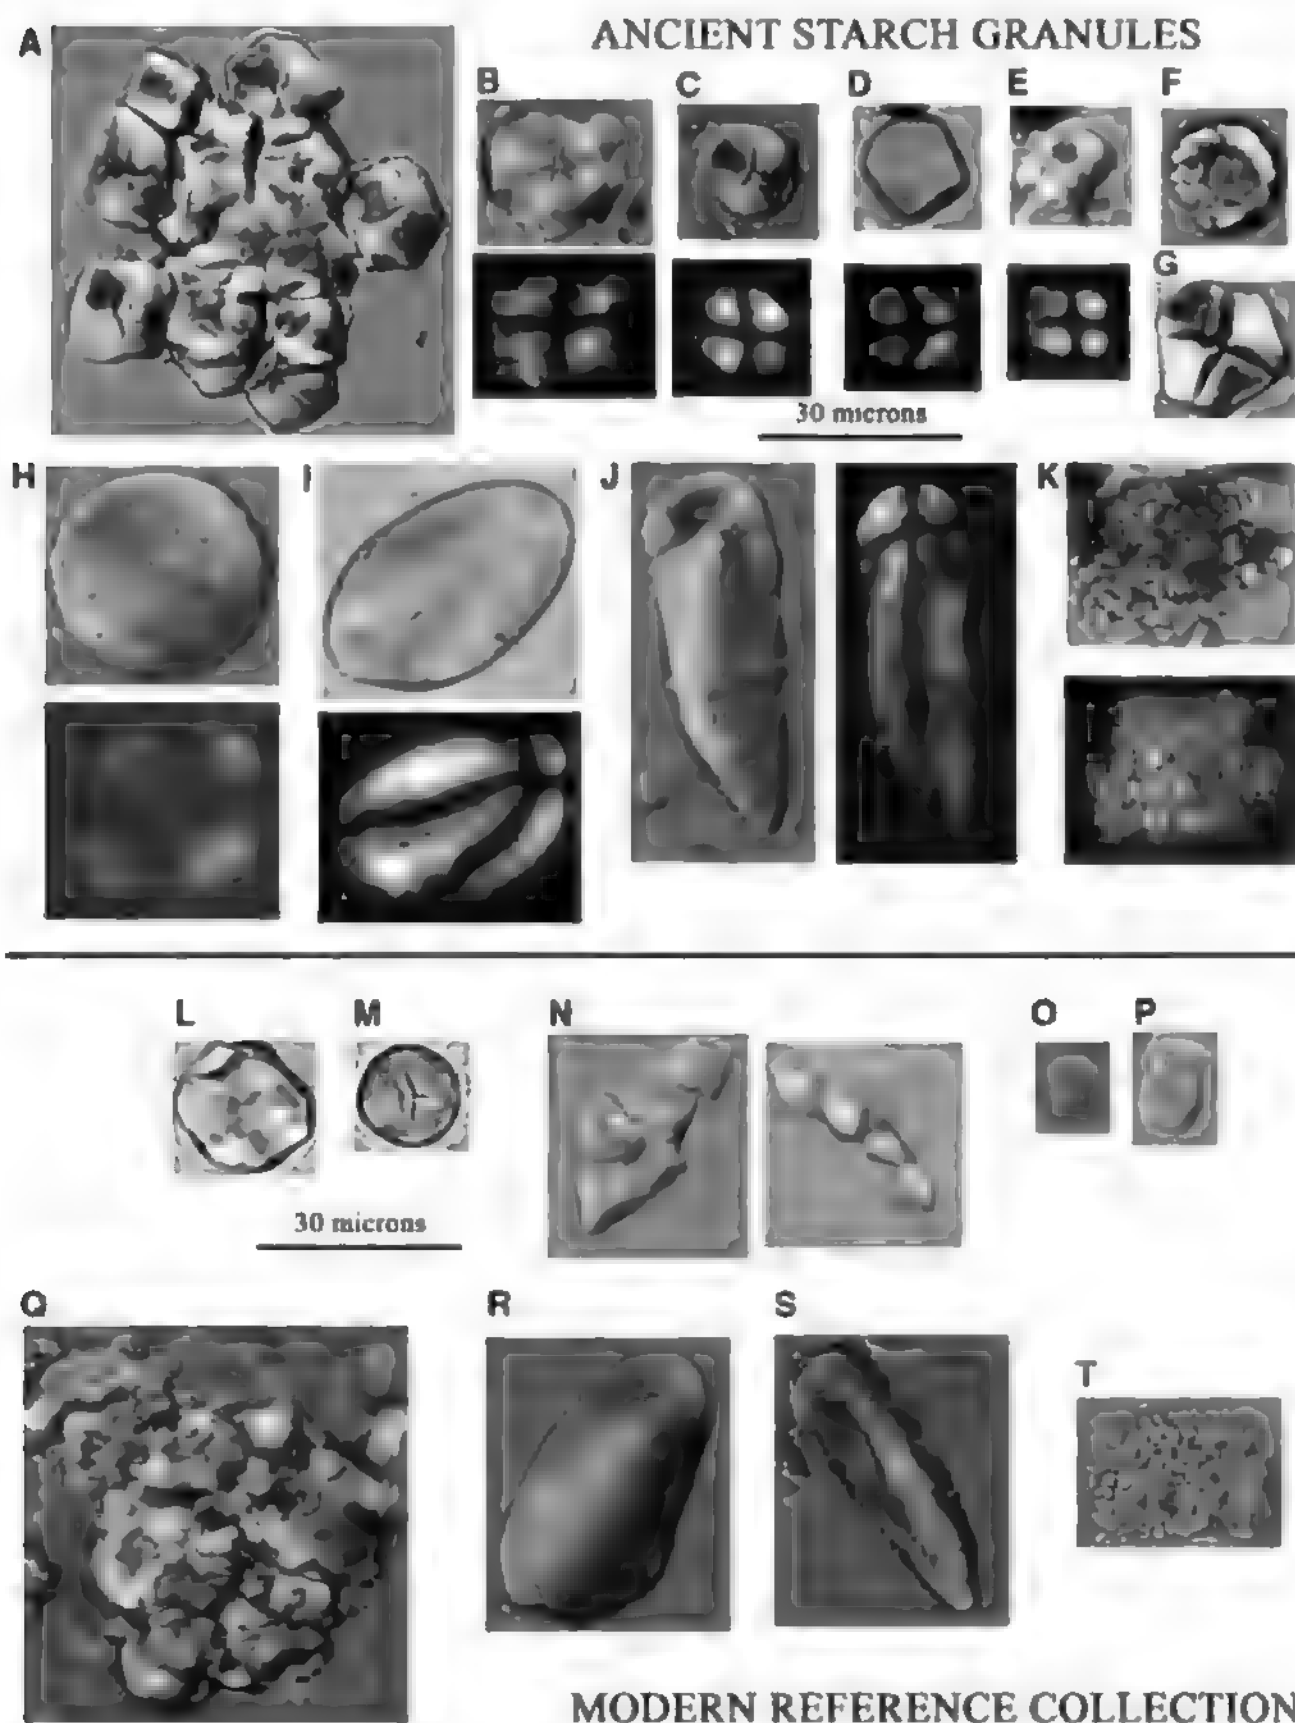 ANCIENT STARCH GRANULES
A
B C D E F
G
30 microns
H I J K
L M N O P
30 microns
Q R S
T
MODERN REFERENCE COLLECTION